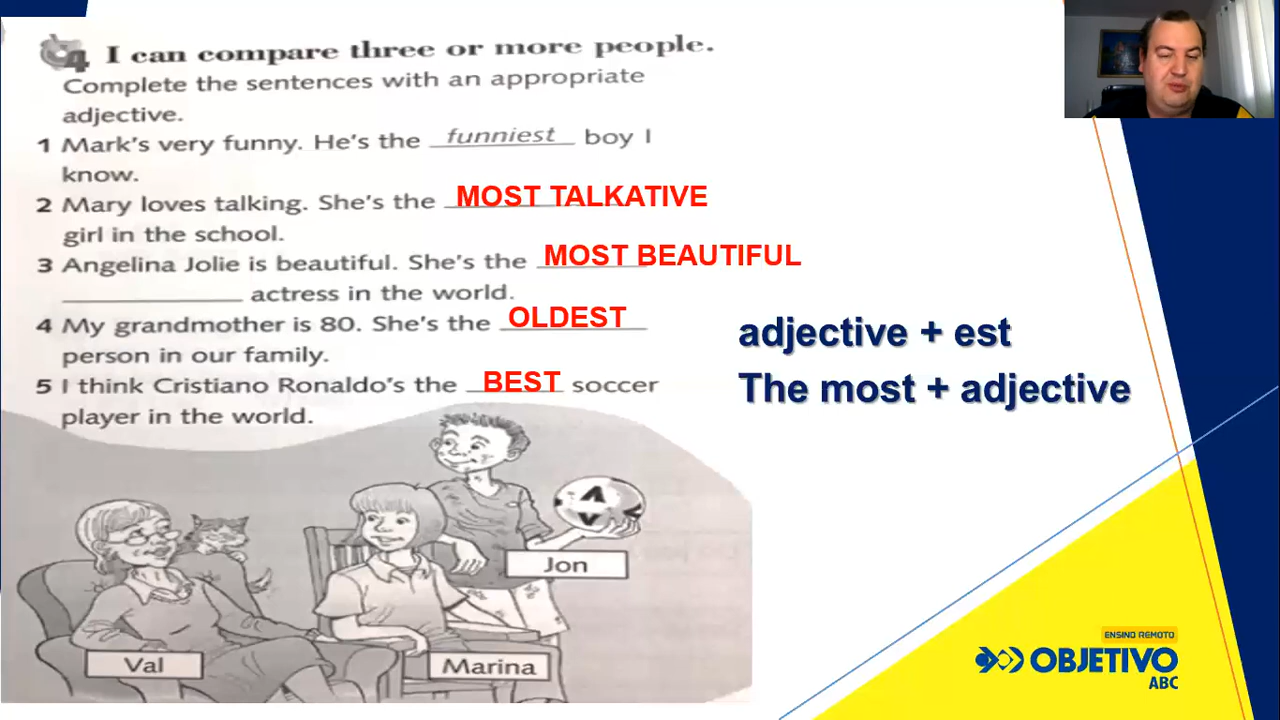 4 I can compare three or more people.
Complete the sentences with an appropriate
adjective.
1 Mark's very funny. He's the funniest boy I
know.
2 Mary loves talking. She's the MOST TALKATIVE
girl in the school.
3 Angelina Jolie is beautiful. She's the MOST BEAUTIFUL
actress in the world.
4 My grandmother is 80. She's the OLDEST
person in our family.
5 I think Cristiano Ronaldo's the BEST soccer
player in the world.
adjective + est
The most + adjective
Jon
Val
Marina
ENSINO REMOTO
OBJETIVO
ABC